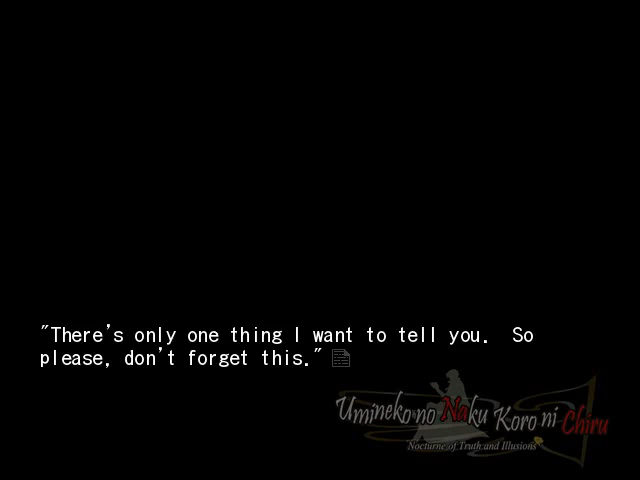 "There's only one thing I want to tell you.  So
please, don't forget this."
Umineko no Naku Koro ni Chiru
Nocturne of Truth and Illusions